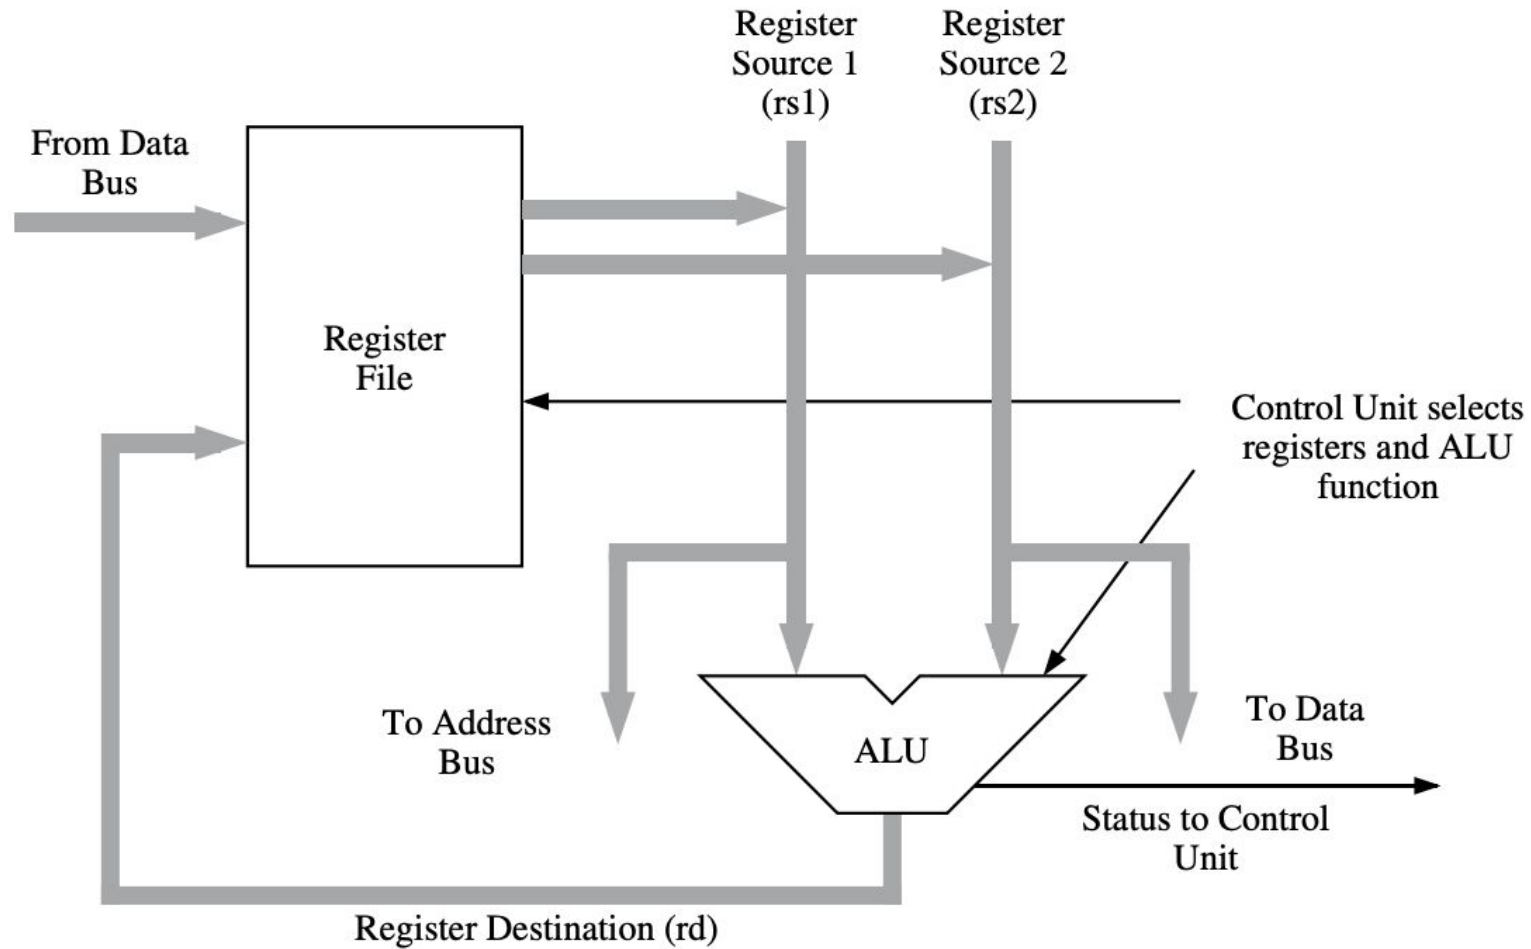 Register
Source 1
(rs1)
Register
Source 2
(rs2)
From Data
Bus
Register
File
Control Unit selects
registers and ALU
function
To Address
Bus
ALU
To Data
Bus
Status to Control
Unit
Register Destination (rd)